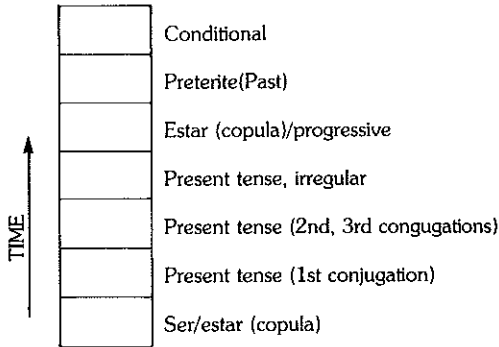 Conditional
Preterite(Past)
Estar (copula)/progressive
Present tense, irregular
Present tense (2nd, 3rd congugations)
Present tense (1st conjugation)
Ser/estar (copula)
TIME